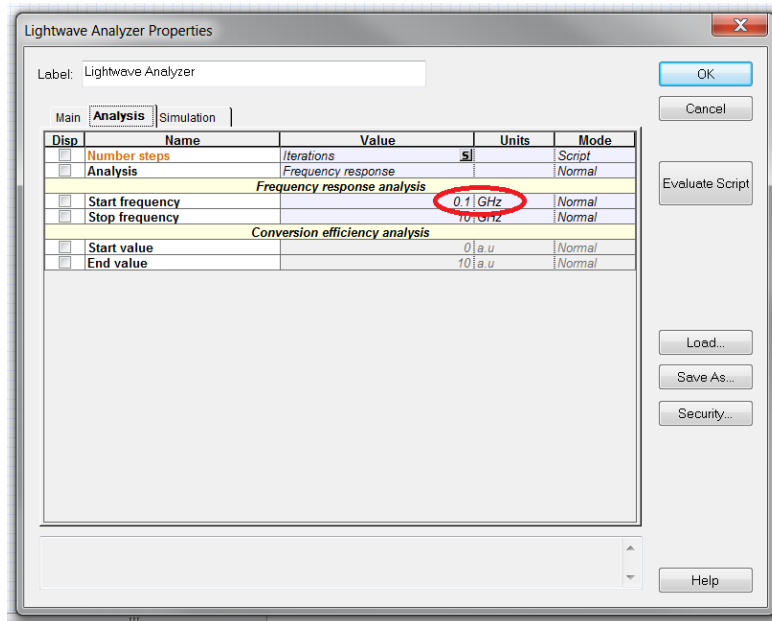 Lightwave Analyzer Properties
Label: Lightwave Analyzer
OK
Cancel
Main Analysis Simulation
Disp Name Value Units Mode
Number steps Iterations S Script
Analysis Frequency response Normal
Evaluate Script
Frequency response analysis
Start frequency 0.1 GHz Normal
Stop frequency 10 GHz Normal
Conversion efficiency analysis
Start value 0 a.u Normal
End value 10 a.u Normal
Load...
Save As...
Security...
Help